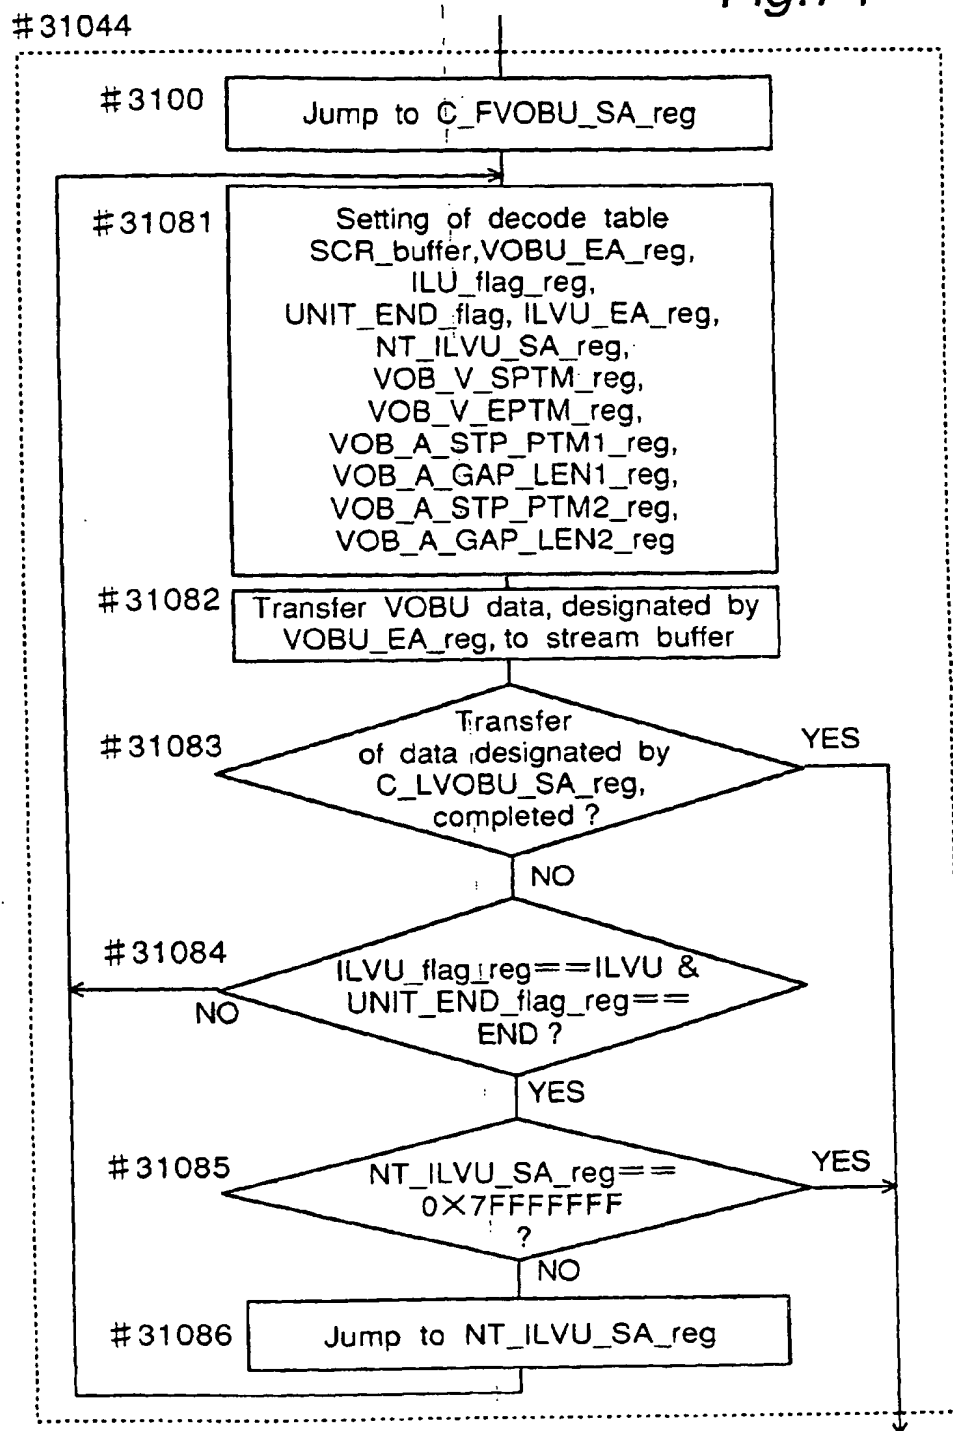 #31044
#3100
Jump to C_FVOBU_SA_reg
#31081
Setting of decode table
SCR_buffer,VOBU_EA_reg,
ILU_flag_reg,
UNIT_END_flag, ILVU_EA_reg,
NT_ILVU_SA_reg,
VOB_V_SPTM_reg,
VOB_V_EPTM_reg,
VOB_A_STP_PTM1_reg,
VOB_A_GAP_LEN1_reg,
VOB_A_STP_PTM2_reg,
VOB_A_GAP_LEN2_reg
#31082
Transfer VOBU data, designated by
VOBU_EA_reg, to stream buffer
#31083
Transfer
of data designated by
C_LVOBU_SA_reg,
completed ?
YES
NO
#31084
ILVU_flag_reg==ILVU &
UNIT_END_flag_reg==
END ?
NO
YES
#31085
NT_ILVU_SA_reg==
0X7FFFFFFF
?
YES
NO
#31086
Jump to NT_ILVU_SA_reg